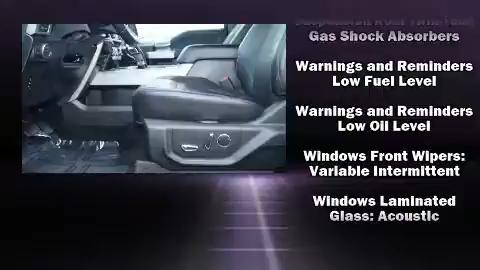 Gas Shock Absorbers
Warnings and Reminders
Low Fuel Level
Warnings and Reminders
Low Oil Level
Windows Front Wipers:
Variable Intermittent
Windows Laminated
Glass: Acoustic